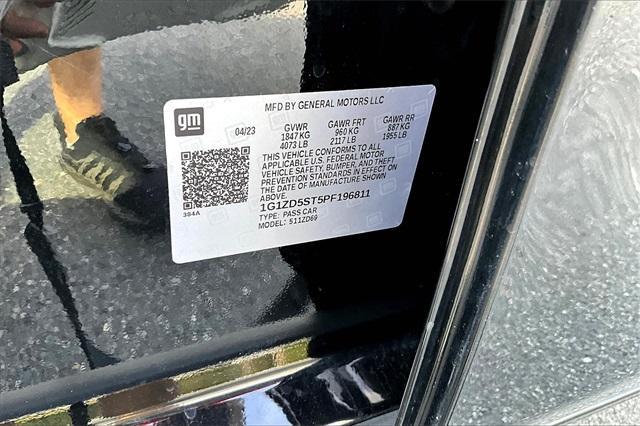 MFD BY GENERAL MOTORS LLC
gm
04/23 GVWR GAWR FRT GAWR RR
1847 KG 960 KG 887 KG
4073 LB 2117 LB 1955 LB
THIS VEHICLE CONFORMS TO ALL
APPLICABLE U.S. FEDERAL MOTOR
VEHICLE SAFETY, BUMPER, AND THEFT
PREVENTION STANDARDS IN EFFECT ON
THE DATE OF MANUFACTURE SHOWN
ABOVE.
384A
1G1ZD5ST5PF196811
TYPE: PASS CAR
MODEL: 511ZD69